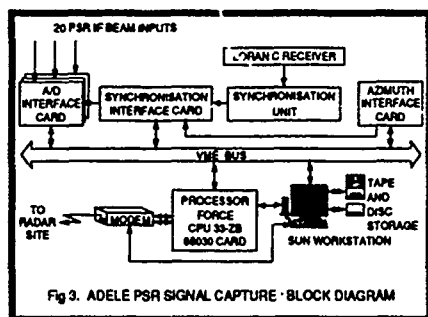 20 PSR IF BEAM INPUTS
LORAN C RECEIVER
A/D
INTERFACE
CARD
SYNCHRONISATION
INTERFACE CARD
SYNCHRONISATION
UNIT
AZIMUTH
INTERFACE
CARD
VME BUS
TO
RADAR
SITE
MODEM
PROCESSOR
FORCE
CPU 33-ZB
68030 CARD
SUN WORKSTATION
TAPE
AND
DISC
STORAGE
Fig 3. ADELE PSR SIGNAL CAPTURE - BLOCK DIAGRAM